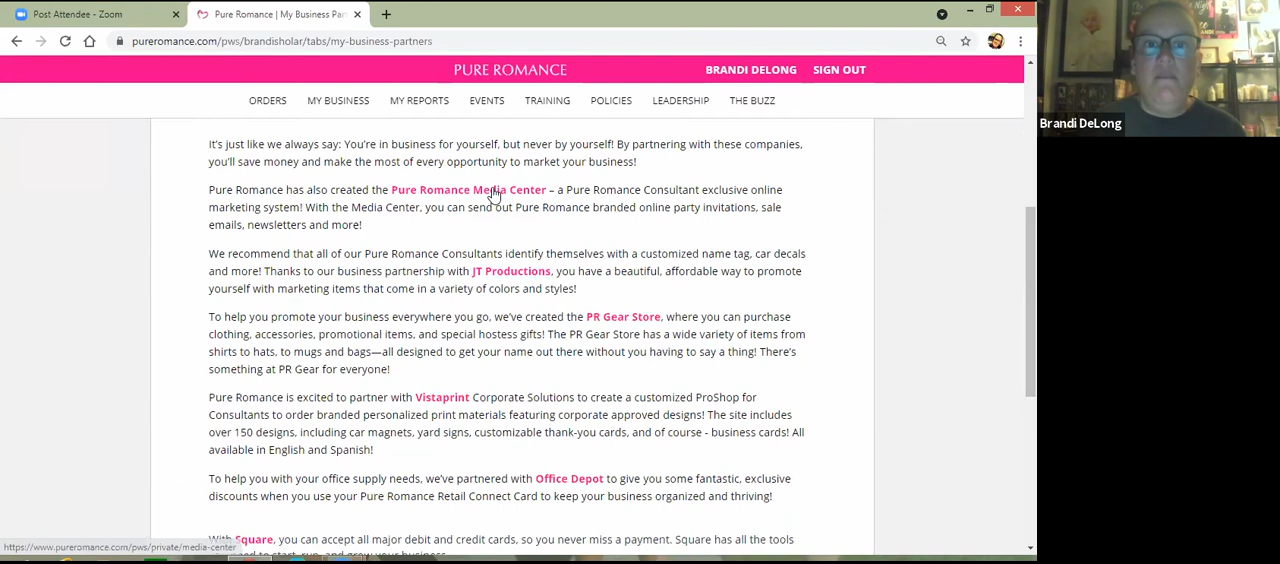 Post Attendee - Zoom
Pure Romance | My Business Par
pureromance.com/pws/brandisholar/tabs/my-business-partners
PURE ROMANCE
BRANDI DELONG
SIGN OUT
ORDERS
MY BUSINESS
MY REPORTS
EVENTS
TRAINING
POLICIES
LEADERSHIP
THE BUZZ
Brandi DeLong
It's just like we always say: You're in business for yourself, but never by yourself! By partnering with these companies,
you'll save money and make the most of every opportunity to market your business!
Pure Romance has also created the Pure Romance Media Center – a Pure Romance Consultant exclusive online
marketing system! With the Media Center, you can send out Pure Romance branded online party invitations, sale
emails, newsletters and more!
We recommend that all of our Pure Romance Consultants identify themselves with a customized name tag, car decals
and more! Thanks to our business partnership with JT Productions, you have a beautiful, affordable way to promote
yourself with marketing items that come in a variety of colors and styles!
To help you promote your business everywhere you go, we've created the PR Gear Store, where you can purchase
clothing, accessories, promotional items, and special hostess gifts! The PR Gear Store has a wide variety of items from
shirts to hats, to mugs and bags—all designed to get your name out there without you having to say a thing! There's
something at PR Gear for everyone!
Pure Romance is excited to partner with Vistaprint Corporate Solutions to create a customized ProShop for
Consultants to order branded personalized print materials featuring corporate approved designs! The site includes
over 150 designs, including car magnets, yard signs, customizable thank-you cards, and of course - business cards! All
available in English and Spanish!
To help you with your office supply needs, we've partnered with Office Depot to give you some fantastic, exclusive
discounts when you use your Pure Romance Retail Connect Card to keep your business organized and thriving!
With Square, you can accept all major debit and credit cards, so you never miss a payment. Square has all the tools
need to start, run, and grow your business.
https://www.pureromance.com/pws/private/media-center